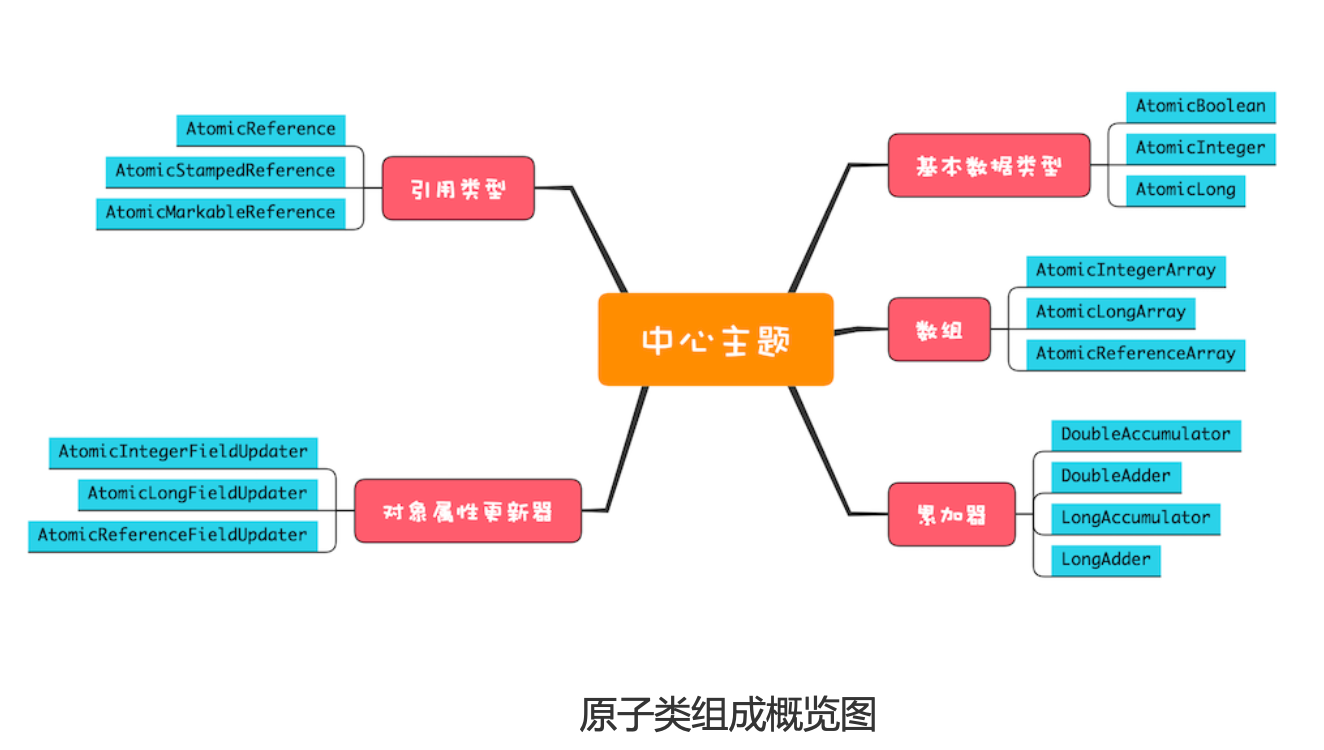 中心主题
基本数据类型
AtomicBoolean
AtomicInteger
AtomicLong
数组
AtomicIntegerArray
AtomicLongArray
AtomicReferenceArray
累加器
DoubleAccumulator
DoubleAdder
LongAccumulator
LongAdder
引用类型
AtomicReference
AtomicStampedReference
AtomicMarkableReference
对象属性更新器
AtomicIntegerFieldUpdater
AtomicLongFieldUpdater
AtomicReferenceFieldUpdater
原子类组成概览图